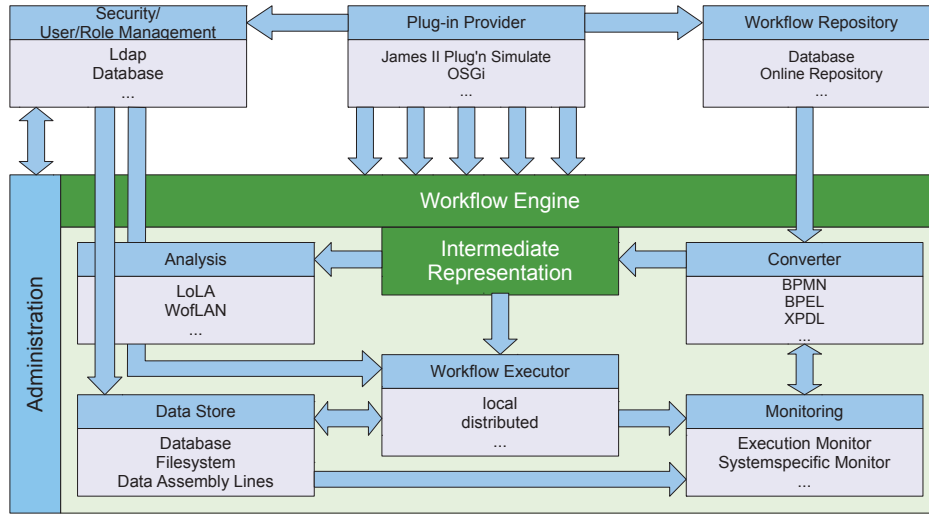 Security/
User/Role Management
Ldap
Database
...
Plug-in Provider
James II Plug'n Simulate
OSGi
...
Workflow Repository
Database
Online Repository
...
Administration
Workflow Engine
Intermediate
Representation
Analysis
LoLA
WofLAN
...
Converter
BPMN
BPEL
XPDL
...
Workflow Executor
local
distributed
...
Data Store
Database
Filesystem
Data Assembly Lines
Monitoring
Execution Monitor
Systemspecific Monitor
...